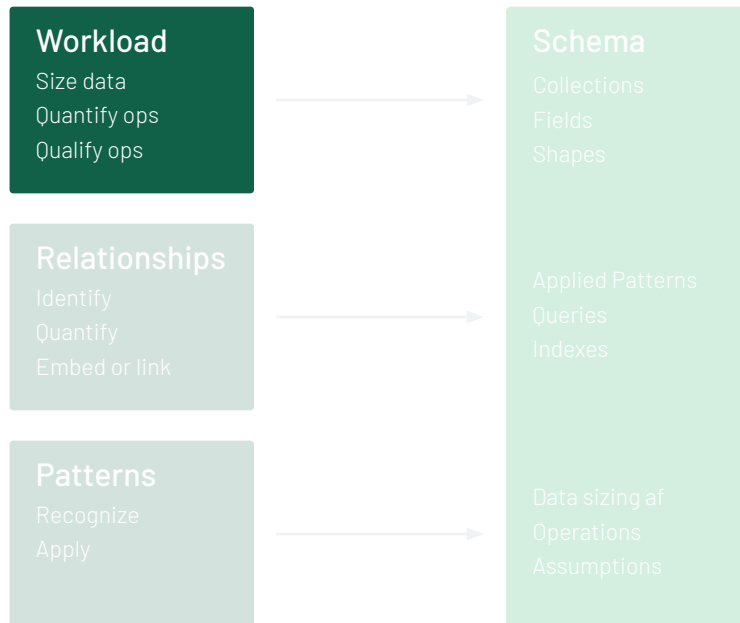 Workload
Size data
Quantify ops
Qualify ops
Relationships
Identify
Quantify
Embed or link
Patterns
Recognize
Apply
Schema
Collections
Fields
Shapes
Applied Patterns
Queries
Indexes
Data sizing af
Operations
Assumptions